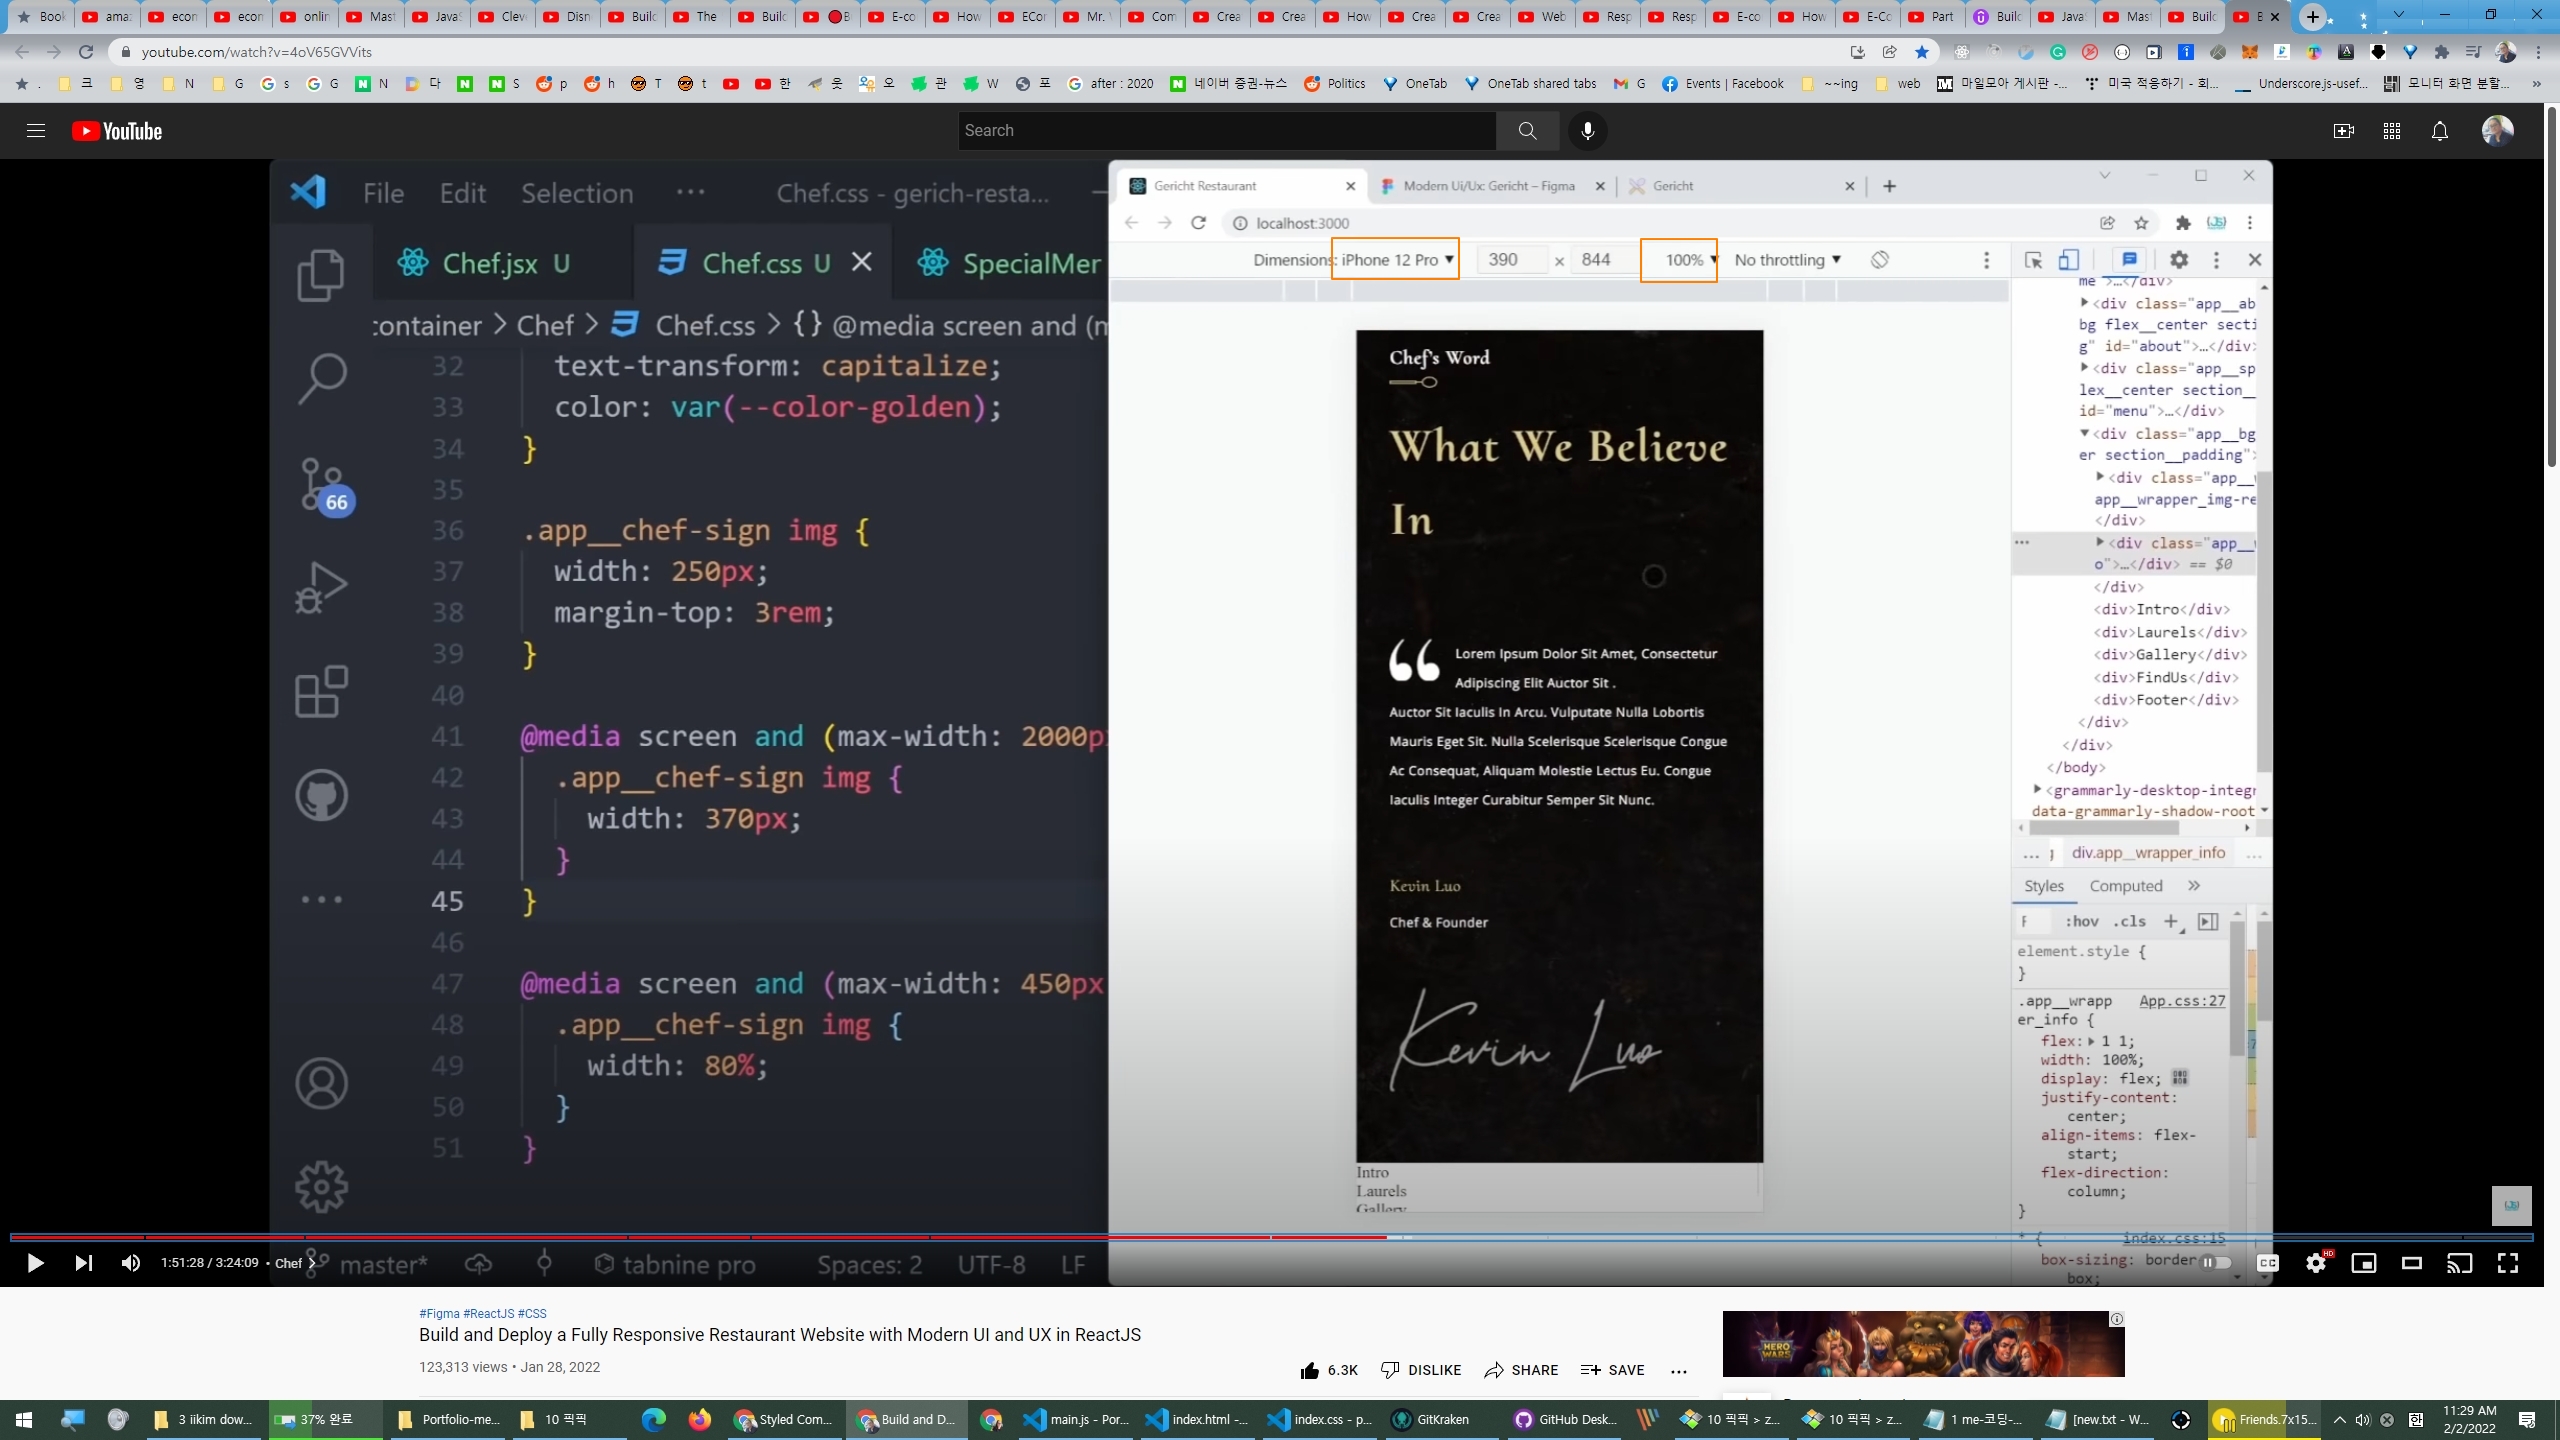 Book
ama
econ
econ
onlin
Mast
Java
Clev
Disn
Build
The
Build
B
E-co
How
ECor
Mr. V
Com
Crea
Crea
How
Crea
Crea
Web
Resp
Resp
E-co
How
E-Co
Part
Build
Java
Mast
Build
B
youtube.com/watch?v=4oV65GVVits
.
크
영
N
G
s
G
N
다
N
S
p
h
T
t
한
웃
오
관
W
포
after : 2020
네이버 증권-뉴스
Politics
OneTab
OneTab shared tabs
G
Events | Facebook
~~ing
web
마일모아 게시판 -...
미국 적응하기 - 회...
Underscore.js-usef...
모니터 화면 분할...
»
YouTube
Search
File Edit Selection ··· Chef.css - gerich-resta...
Chef.jsx U
Chef.css U
SpecialMer
:ontainer > Chef > Chef.css > {} @media screen and (m
32 text-transform: capitalize;
33 color: var(--color-golden);
34 }
35
36 .app__chef-sign img {
37 width: 250px;
38 margin-top: 3rem;
39 }
40
41 @media screen and (max-width: 2000p
42 .app__chef-sign img {
43 width: 370px;
44 }
45 }
46
47 @media screen and (max-width: 450px
48 .app__chef-sign img {
49 width: 80%;
50 }
51 }
66
master*
tabnine pro
Spaces: 2
UTF-8
LF
Gericht Restaurant
Modern Ui/Ux: Gericht – Figma
Gericht
localhost:3000
Dimensions: iPhone 12 Pro ▼ 390 × 844 100% ▼ No throttling ▼
Chef's Word
What We Believe
In
Lorem Ipsum Dolor Sit Amet, Consectetur
Adipiscing Elit Auctor Sit .
Auctor Sit Iaculis In Arcu. Vulputate Nulla Lobortis
Mauris Eget Sit. Nulla Scelerisque Scelerisque Congue
Ac Consequat, Aliquam Molestie Lectus Eu. Congue
Iaculis Integer Curabitur Semper Sit Nunc.
Kevin Luo
Chef & Founder
Kevin Luo
Intro
Laurels
Gallery
me">…</div>
<div class="app__ab
bg flex__center secti
g" id="about">…</div>
<div class="app__sp
lex__center section__
id="menu">…</div>
<div class="app__bg
er section__padding">
<div class="app__w
app__wrapper_img-re
</div>
<div class="app__w
o">…</div> == $0
</div>
<div>Intro</div>
<div>Laurels</div>
<div>Gallery</div>
<div>FindUs</div>
<div>Footer</div>
</div>
</div>
</body>
<grammarly-desktop-integr
data-grammarly-shadow-root
... div.app__wrapper_info ...
Styles Computed »
F :hov .cls +
element.style {
}
.app__wrapp App.css:27
er_info {
flex: 1 1;
width: 100%;
display: flex;
justify-content:
center;
align-items: flex-
start;
flex-direction:
column;
}
* { index.css:15
box-sizing: border-
box;
1:51:28 / 3:24:09 • Chef >
CC
HD
#Figma #ReactJS #CSS
Build and Deploy a Fully Responsive Restaurant Website with Modern UI and UX in ReactJS
123,313 views • Jan 28, 2022
6.3K
DISLIKE
SHARE
SAVE
HERO WARS
3 iikim dow...
37% 완료
Portfolio-me...
10 픽픽
Styled Com...
Build and D...
main.js - Por...
index.html -...
index.css - p...
GitKraken
GitHub Desk...
10 픽픽 > z...
10 픽픽 > z...
1 me-코딩-...
[new.txt - W...
Friends.7x15...
한
11:29 AM
2/2/2022